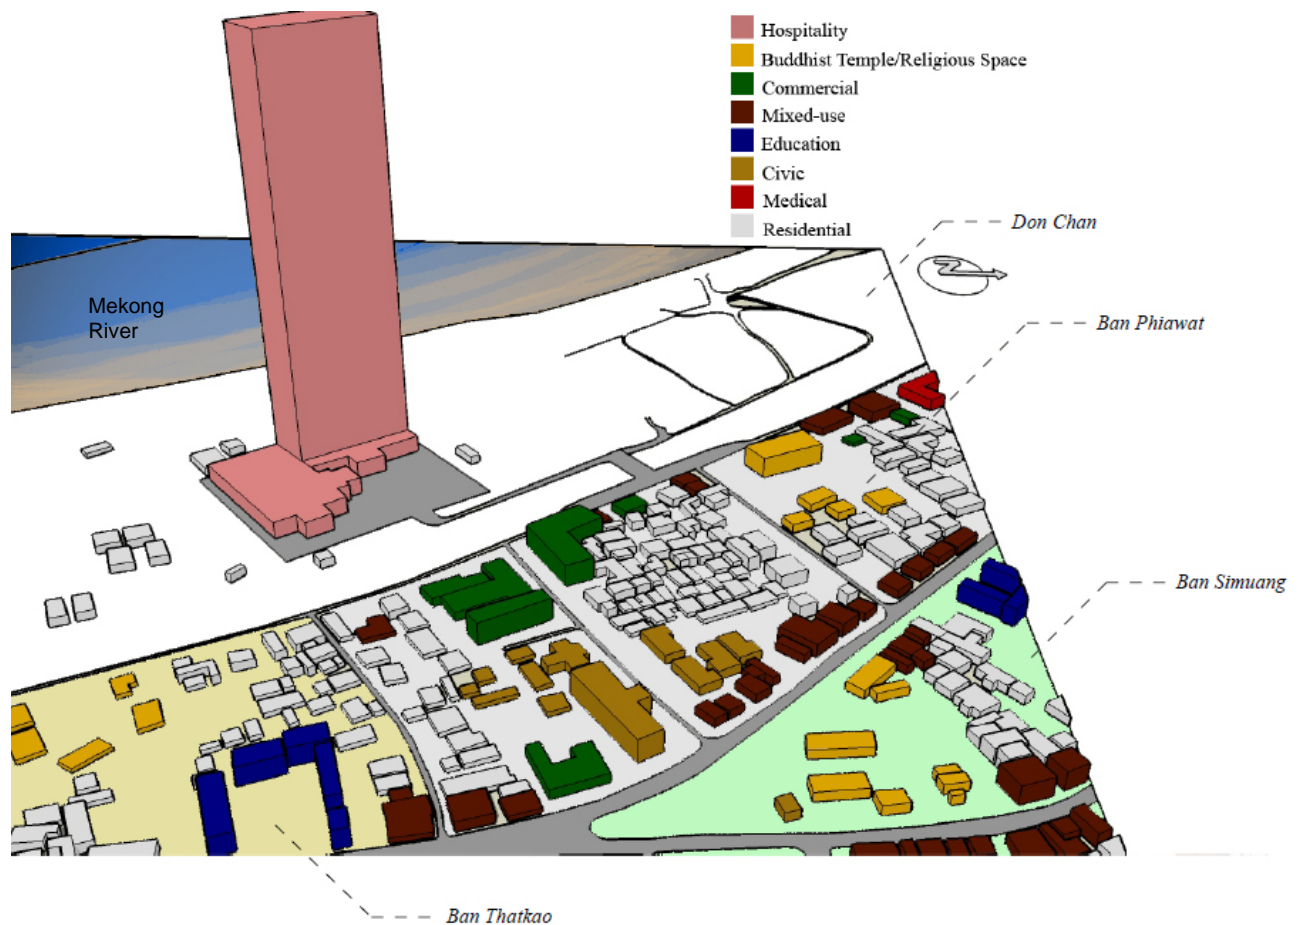 Hospitality
Buddhist Temple/Religious Space
Commercial
Mixed-use
Education
Civic
Medical
Residential
Don Chan
Mekong
River
Ban Phiawat
Ban Simuang
Ban Thatkao